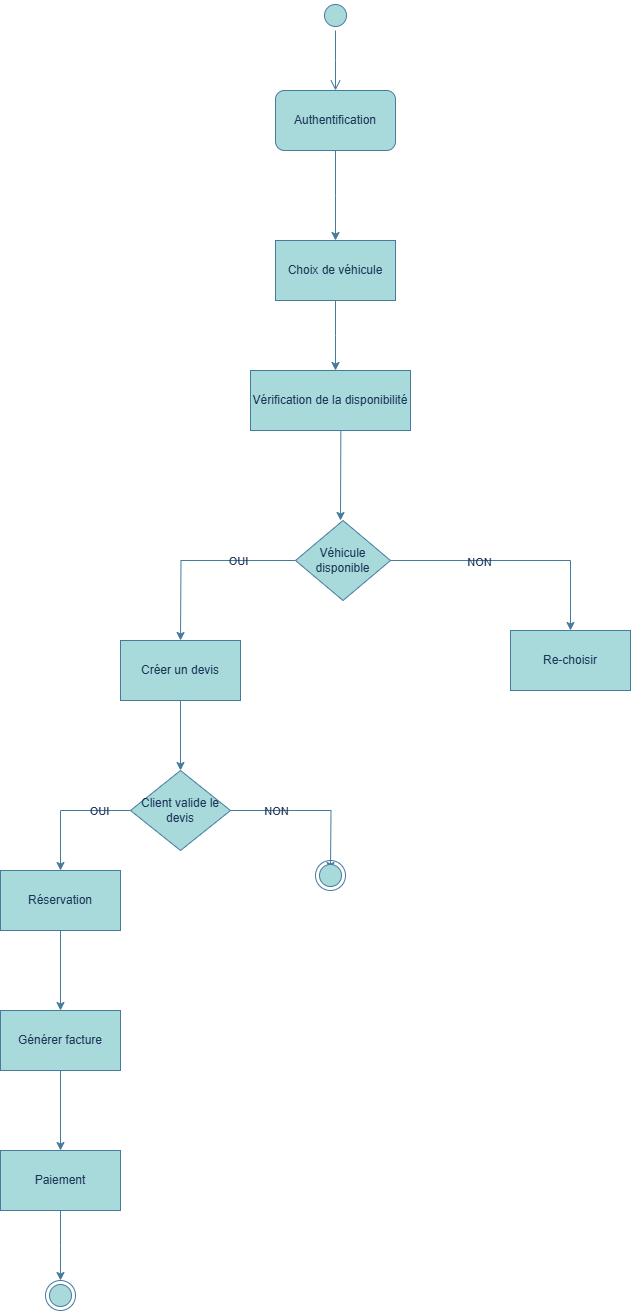 Authentification
Choix de véhicule
Vérification de la disponibilité
Véhicule
disponible
OUI
NON
Créer un devis
Re-choisir
Client valide le
devis
OUI
NON
Réservation
Générer facture
Paiement